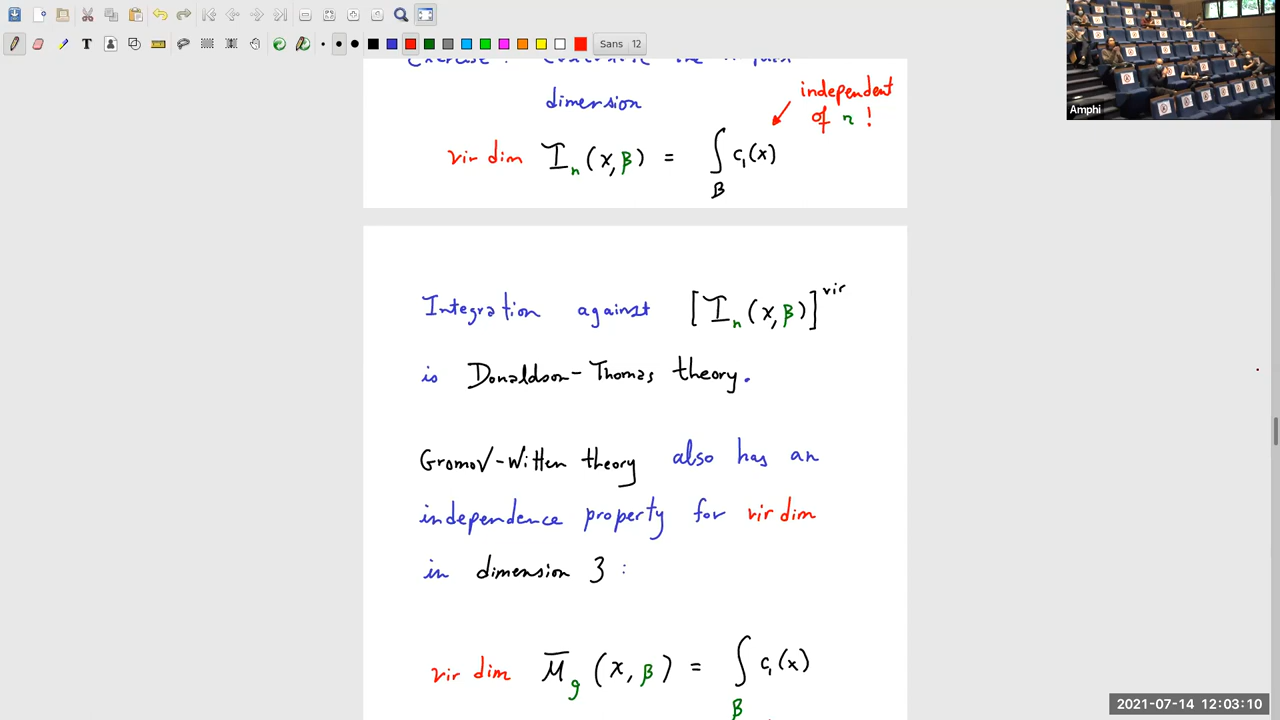 Sans 12
Amphi
independent
of n !
dimension
vir dim I_n (X, β) = ∫_β c_1(X)
Integration against [I_n (X, β)]^vir
is Donaldson-Thomas theory.
Gromov-Witten theory also has an
independence property for vir dim
in dimension 3 :
vir dim M̄_g (X, β) = ∫_β c_1(X)
2021-07-14 12:03:10